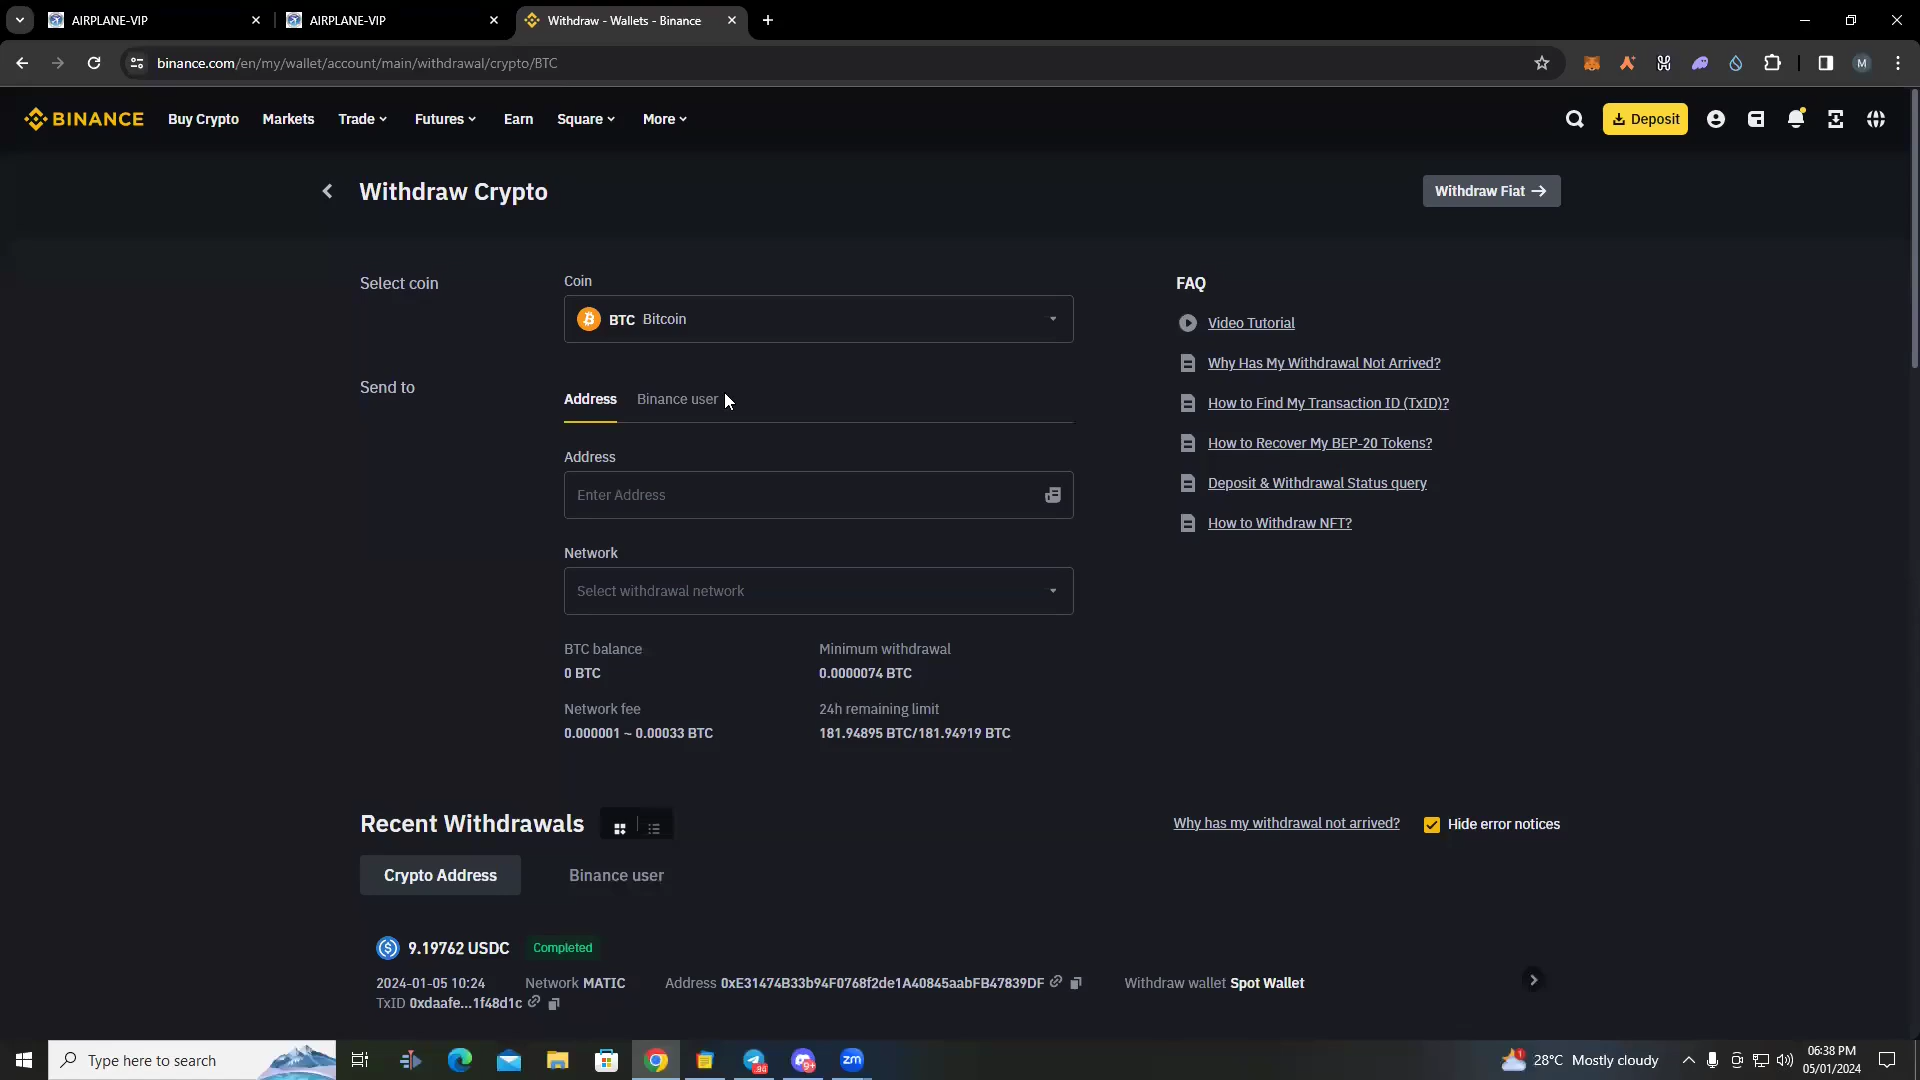 AIRPLANE-VIP
AIRPLANE-VIP
Withdraw - Wallets - Binance
binance.com/en/my/wallet/account/main/withdrawal/crypto/BTC
M
BINANCE
Buy Crypto
Markets
Trade
Futures
Earn
Square
More
Deposit
Withdraw Crypto
Withdraw Fiat
Select coin
Coin
BTC Bitcoin
Send to
Address
Binance user
Address
Enter Address
Network
Select withdrawal network
BTC balance
0 BTC
Minimum withdrawal
0.0000074 BTC
Network fee
0.000001 ~ 0.00033 BTC
24h remaining limit
181.94895 BTC/181.94919 BTC
FAQ
Video Tutorial
Why Has My Withdrawal Not Arrived?
How to Find My Transaction ID (TxID)?
How to Recover My BEP-20 Tokens?
Deposit & Withdrawal Status query
How to Withdraw NFT?
Recent Withdrawals
Why has my withdrawal not arrived?
Hide error notices
Crypto Address
Binance user
9.19762 USDC
Completed
2024-01-05 10:24
Network MATIC
Address 0xE31474B33b94F0768f2de1A40845aabFB47839DF
Withdraw wallet Spot Wallet
TxID 0xdaafe...1f48d1c
Type here to search
zm
28°C Mostly cloudy
06:38 PM
05/01/2024